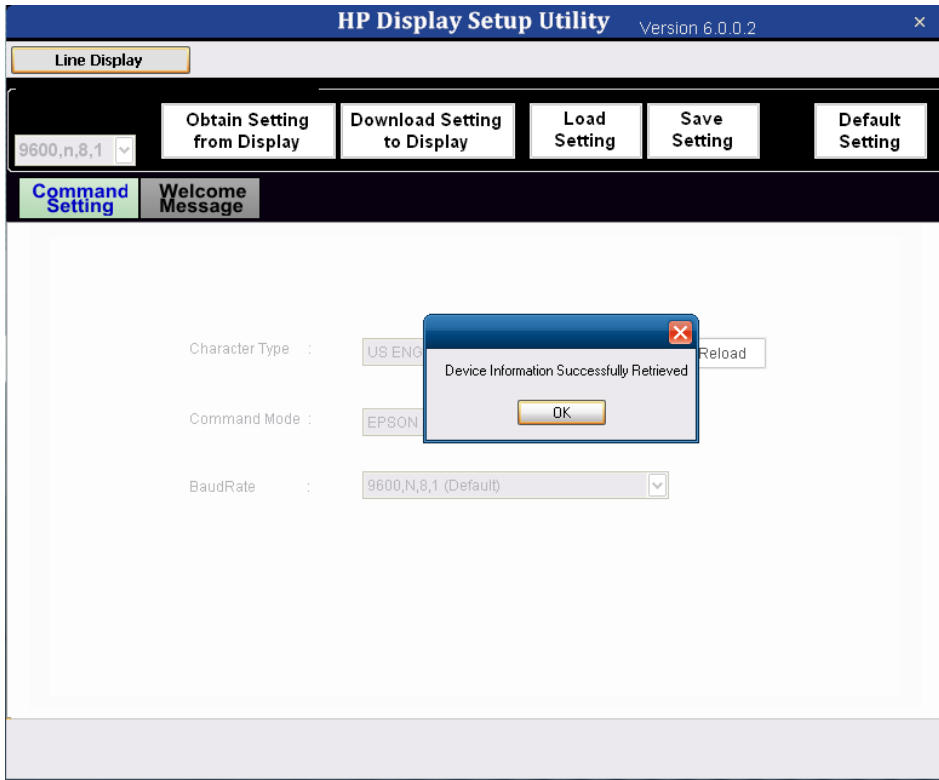 HP Display Setup Utility Version 6.0.0.2 ×
Line Display
9600,n,8,1
Obtain Setting
from Display
Download Setting
to Display
Load
Setting
Save
Setting
Default
Setting
Command
Setting
Welcome
Message
Character Type :
US ENG
Reload
Device Information Successfully Retrieved
OK
Command Mode :
EPSON
BaudRate :
9600,N,8,1 (Default)